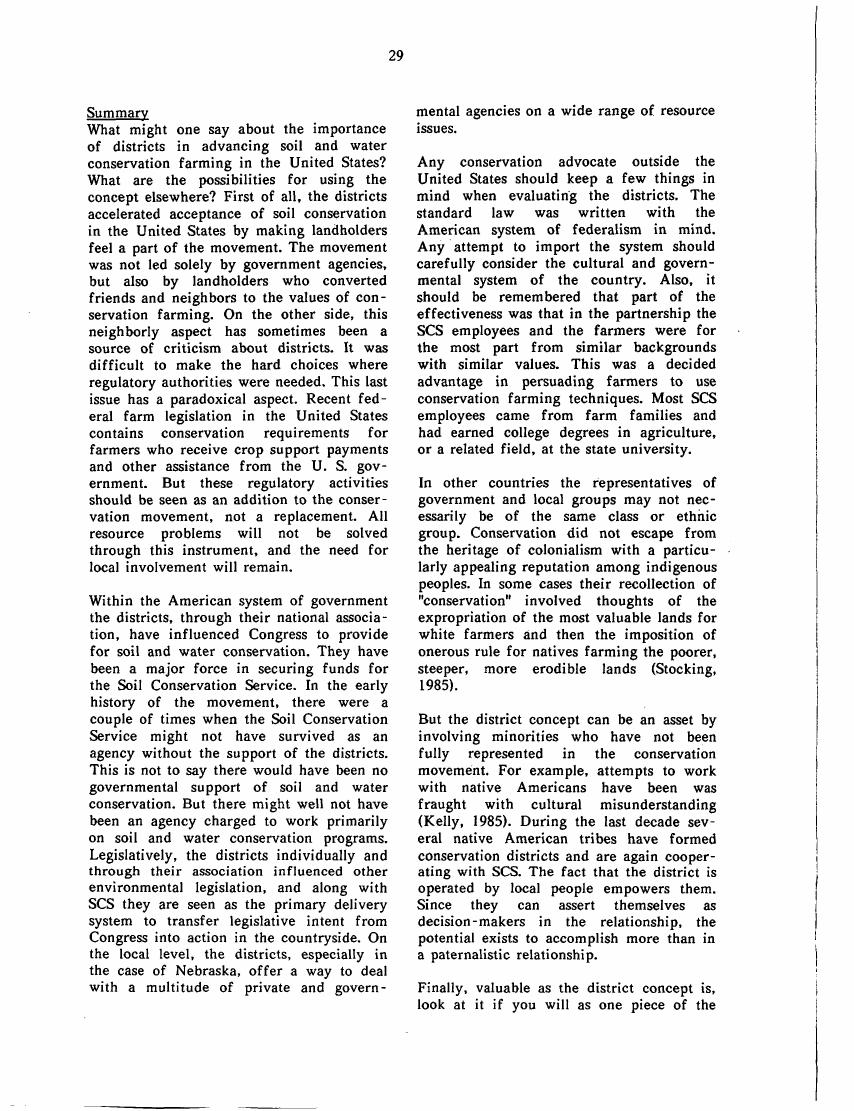 29
Summary
What might one say about the importance
of districts in advancing soil and water
conservation farming in the United States?
What are the possibilities for using the
concept elsewhere? First of all, the districts
accelerated acceptance of soil conservation
in the United States by making landholders
feel a part of the movement. The movement
was not led solely by government agencies,
but also by landholders who converted
friends and neighbors to the values of con-
servation farming. On the other side, this
neighborly aspect has sometimes been a
source of criticism about districts. It was
difficult to make the hard choices where
regulatory authorities were needed. This last
issue has a paradoxical aspect. Recent fed-
eral farm legislation in the United States
contains conservation requirements for
farmers who receive crop support payments
and other assistance from the U. S. gov-
ernment. But these regulatory activities
should be seen as an addition to the conser-
vation movement, not a replacement. All
resource problems will not be solved
through this instrument, and the need for
local involvement will remain.
Within the American system of government
the districts, through their national associa-
tion, have influenced Congress to provide
for soil and water conservation. They have
been a major force in securing funds for
the Soil Conservation Service. In the early
history of the movement, there were a
couple of times when the Soil Conservation
Service might not have survived as an
agency without the support of the districts.
This is not to say there would have been no
governmental support of soil and water
conservation. But there might well not have
been an agency charged to work primarily
on soil and water conservation programs.
Legislatively, the districts individually and
through their association influenced other
environmental legislation, and along with
SCS they are seen as the primary delivery
system to transfer legislative intent from
Congress into action in the countryside. On
the local level, the districts, especially in
the case of Nebraska, offer a way to deal
with a multitude of private and govern-
mental agencies on a wide range of resource
issues.
Any conservation advocate outside the
United States should keep a few things in
mind when evaluating the districts. The
standard law was written with the
American system of federalism in mind.
Any attempt to import the system should
carefully consider the cultural and govern-
mental system of the country. Also, it
should be remembered that part of the
effectiveness was that in the partnership the
SCS employees and the farmers were for
the most part from similar backgrounds
with similar values. This was a decided
advantage in persuading farmers to use
conservation farming techniques. Most SCS
employees came from farm families and
had earned college degrees in agriculture,
or a related field, at the state university.
In other countries the representatives of
government and local groups may not nec-
essarily be of the same class or ethnic
group. Conservation did not escape from
the heritage of colonialism with a particu-
larly appealing reputation among indigenous
peoples. In some cases their recollection of
"conservation" involved thoughts of the
expropriation of the most valuable lands for
white farmers and then the imposition of
onerous rule for natives farming the poorer,
steeper, more erodible lands (Stocking,
1985).
But the district concept can be an asset by
involving minorities who have not been
fully represented in the conservation
movement. For example, attempts to work
with native Americans have been was
fraught with cultural misunderstanding
(Kelly, 1985). During the last decade sev-
eral native American tribes have formed
conservation districts and are again cooper-
ating with SCS. The fact that the district is
operated by local people empowers them.
Since they can assert themselves as
decision-makers in the relationship, the
potential exists to accomplish more than in
a paternalistic relationship.
Finally, valuable as the district concept is,
look at it if you will as one piece of the